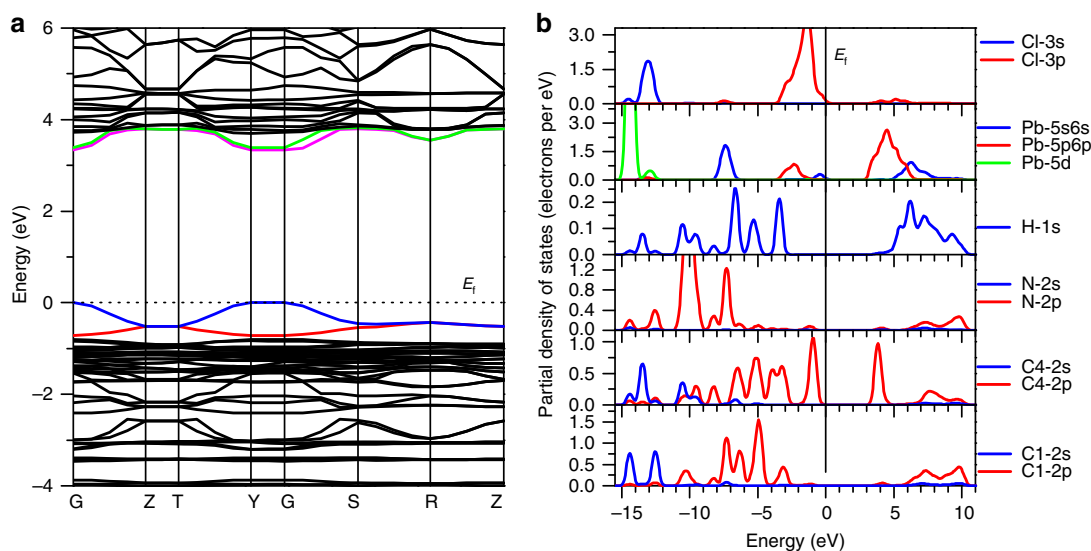 a
6
4
2
0
−2
−4
Energy (eV)
Ef
G Z T Y G S R Z
b
Partial density of states (electrons per eV)
Ef
3.0
1.5
0.0
Cl-3s
Cl-3p
3.0
1.5
0.0
Pb-5s6s
Pb-5p6p
Pb-5d
0.2
0.1
0.0
H-1s
1.2
0.8
0.4
0.0
N-2s
N-2p
1.0
0.5
0.0
C4-2s
C4-2p
1.5
1.0
0.5
0.0
C1-2s
C1-2p
−15 −10 −5 0 5 10
Energy (eV)